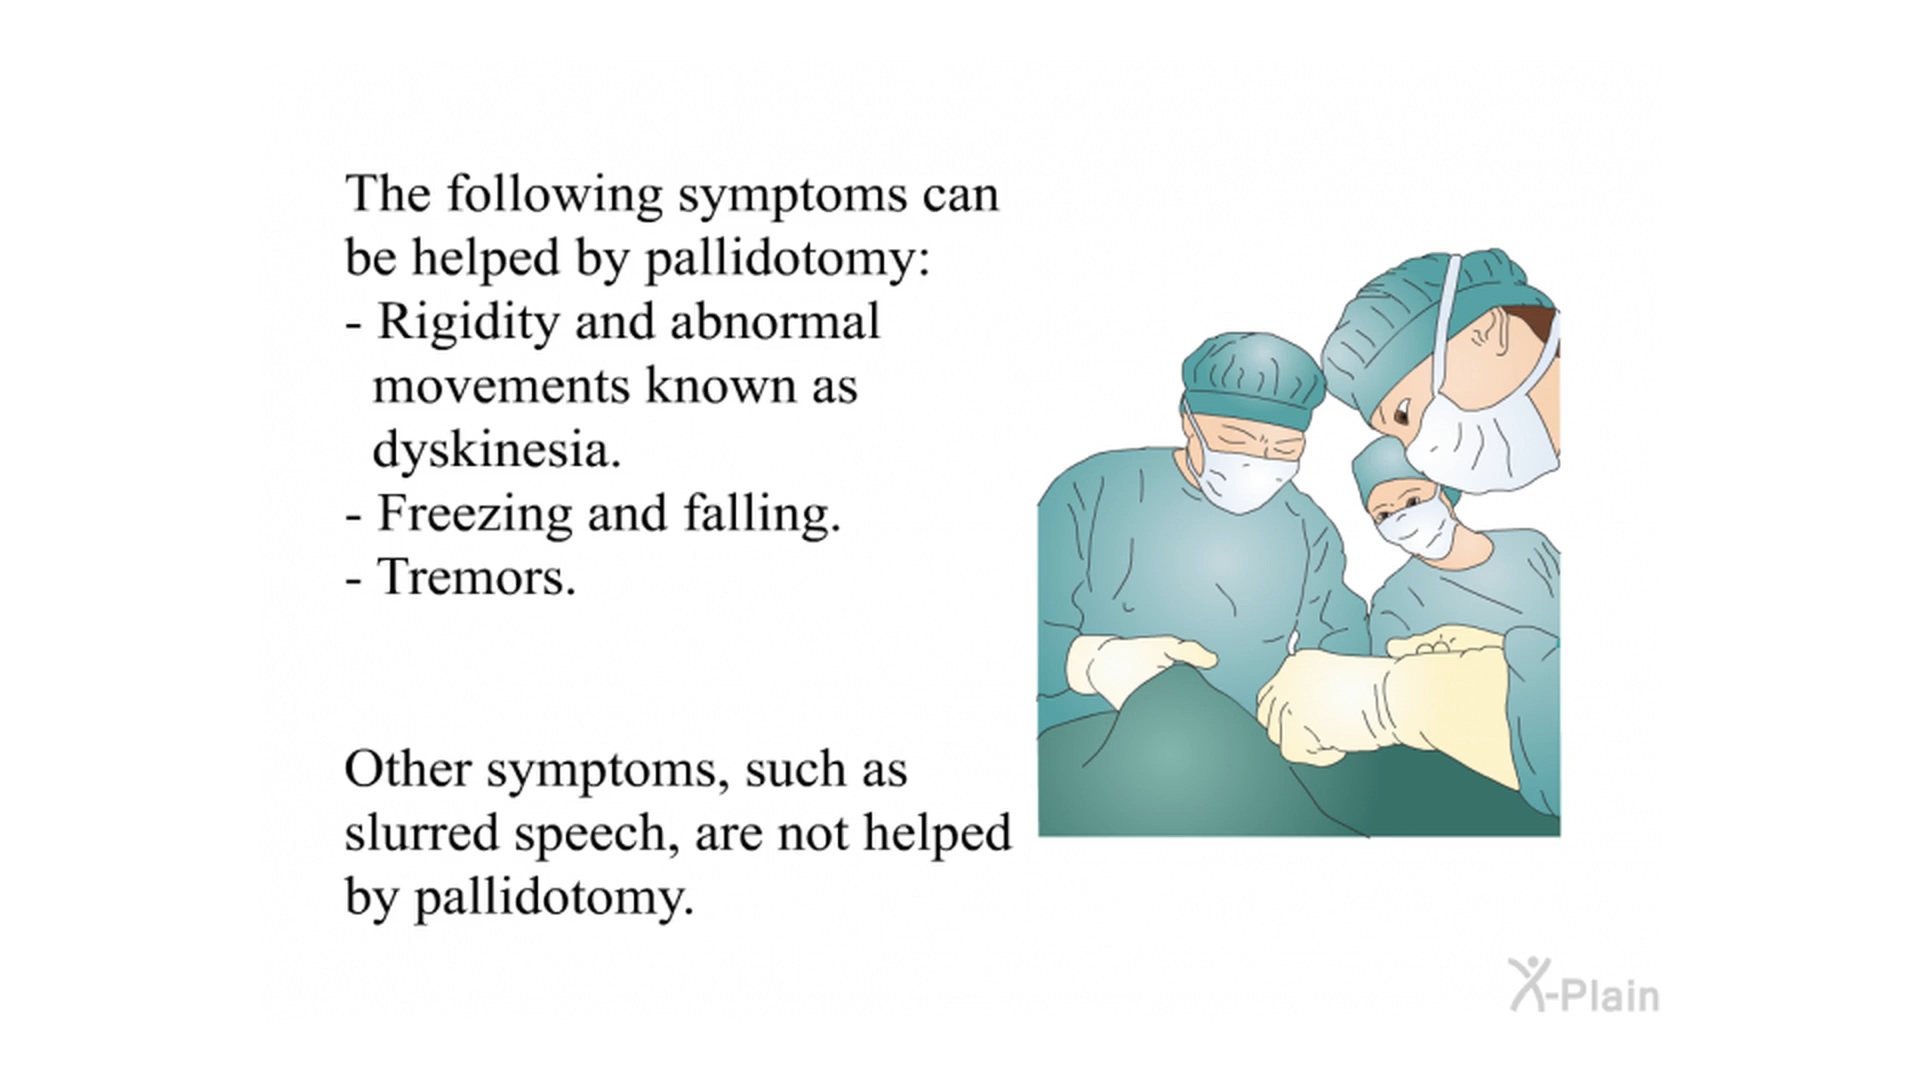 The following symptoms can
be helped by pallidotomy:
- Rigidity and abnormal
movements known as
dyskinesia.
- Freezing and falling.
- Tremors.
Other symptoms, such as
slurred speech, are not helped
by pallidotomy.
X-Plain